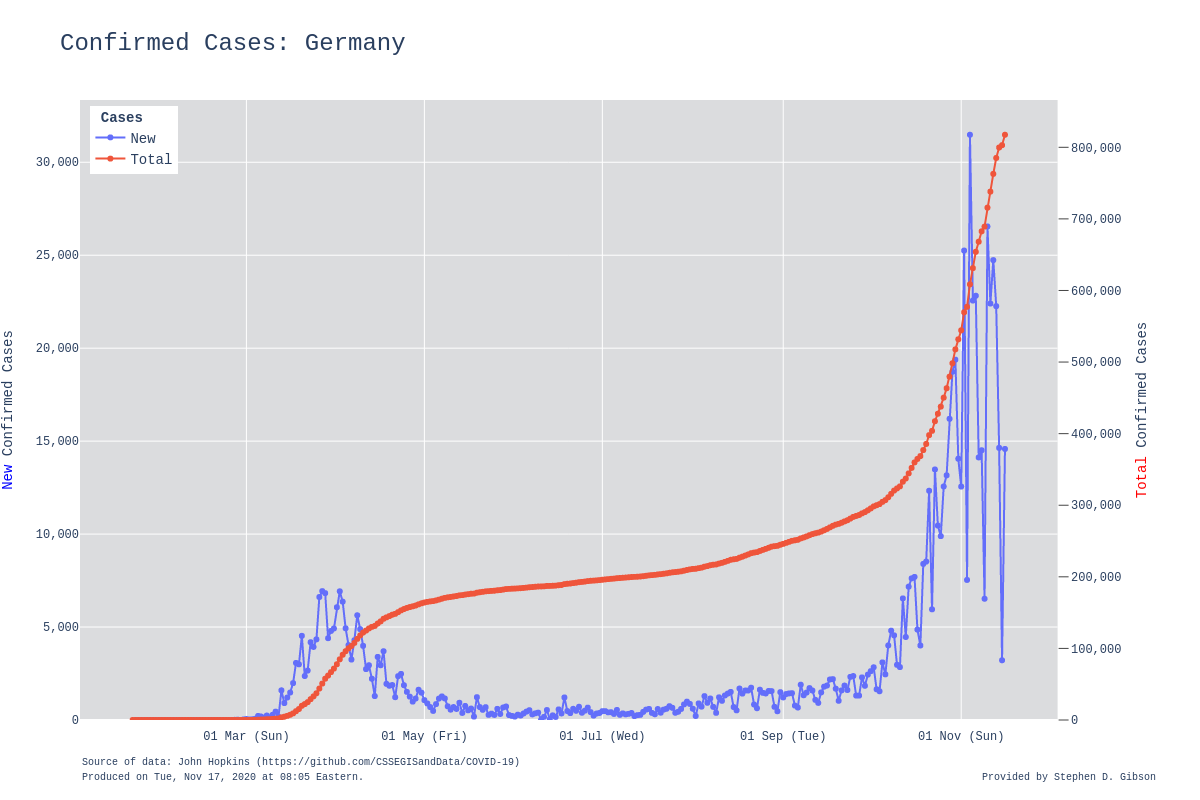 Confirmed Cases: Germany
Cases
New
Total
30,000
25,000
20,000
15,000
10,000
5,000
0
New Confirmed Cases
800,000
700,000
600,000
500,000
400,000
300,000
200,000
100,000
0
Total Confirmed Cases
01 Mar (Sun) 01 May (Fri) 01 Jul (Wed) 01 Sep (Tue) 01 Nov (Sun)
Source of data: John Hopkins (https://github.com/CSSEGISandData/COVID-19)
Produced on Tue, Nov 17, 2020 at 08:05 Eastern.
Provided by Stephen D. Gibson